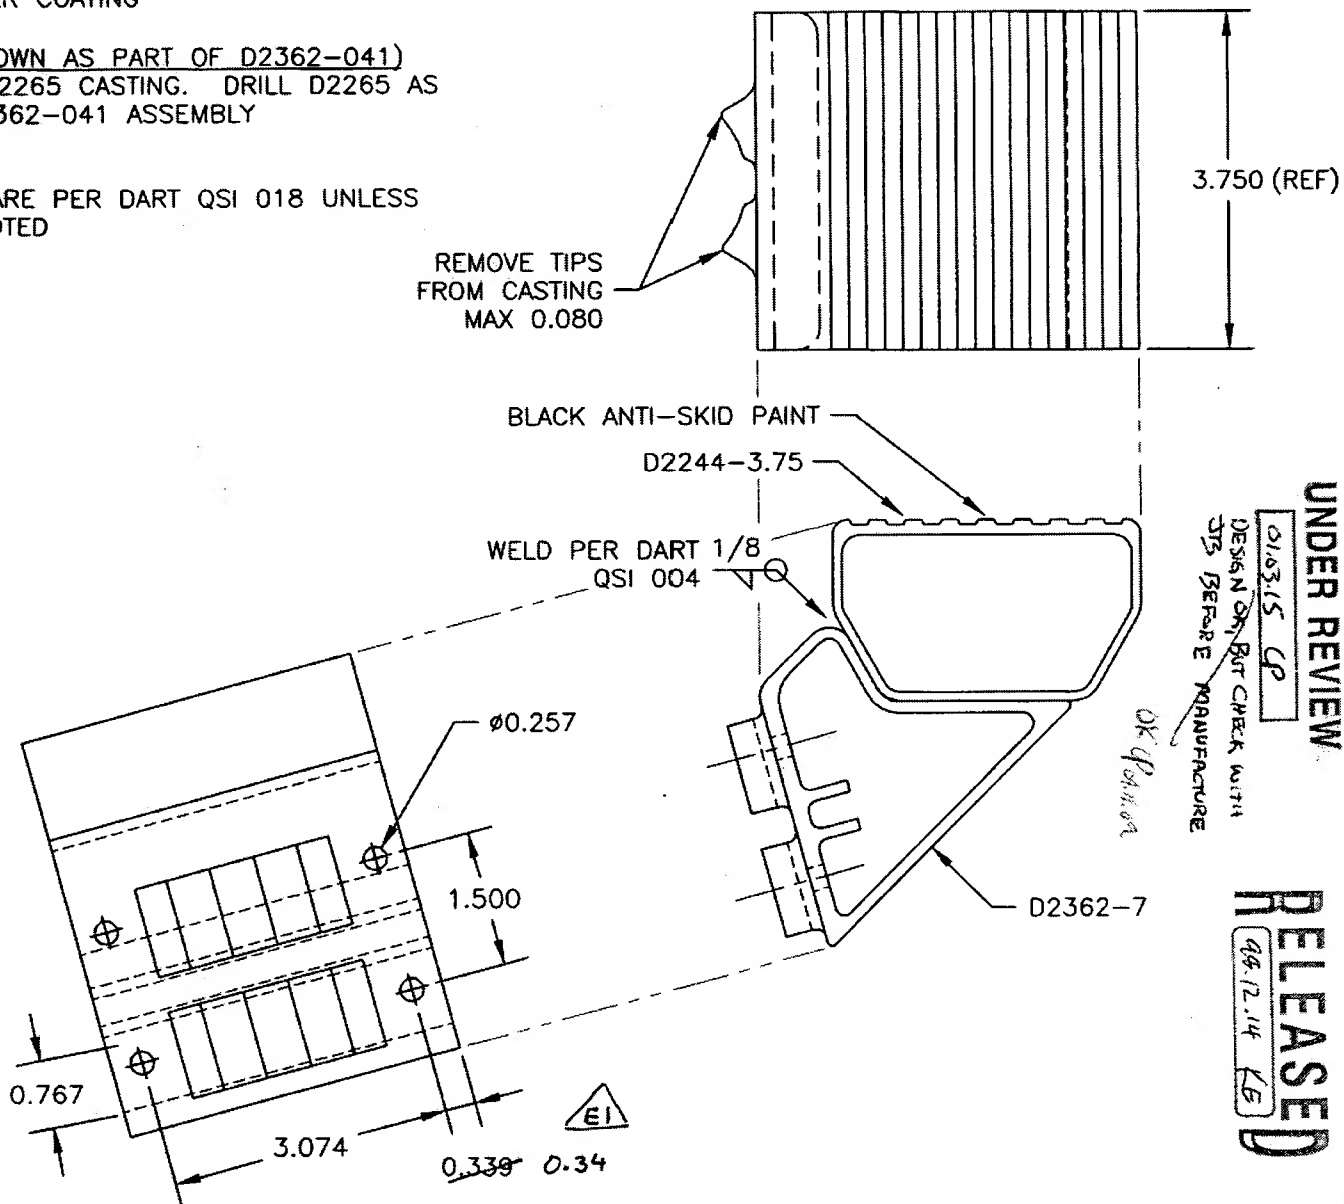 ER COATING
OWN AS PART OF D2362-041)
2265 CASTING. DRILL D2265 AS
362-041 ASSEMBLY
ARE PER DART QSI 018 UNLESS
OTED
3.750 (REF)
REMOVE TIPS
FROM CASTING
MAX 0.080
BLACK ANTI-SKID PAINT
D2244-3.75
WELD PER DART 1/8
QSI 004
ø0.257
1.500
D2362-7
0.767
3.074
0.339 0.34
E1
UNDER REVIEW
01.03.15 CP
DESIGN OK, BUT CHECK WITH
JB BEFORE MANUFACTURE
OK CP
RELEASED
99.12.14 KE